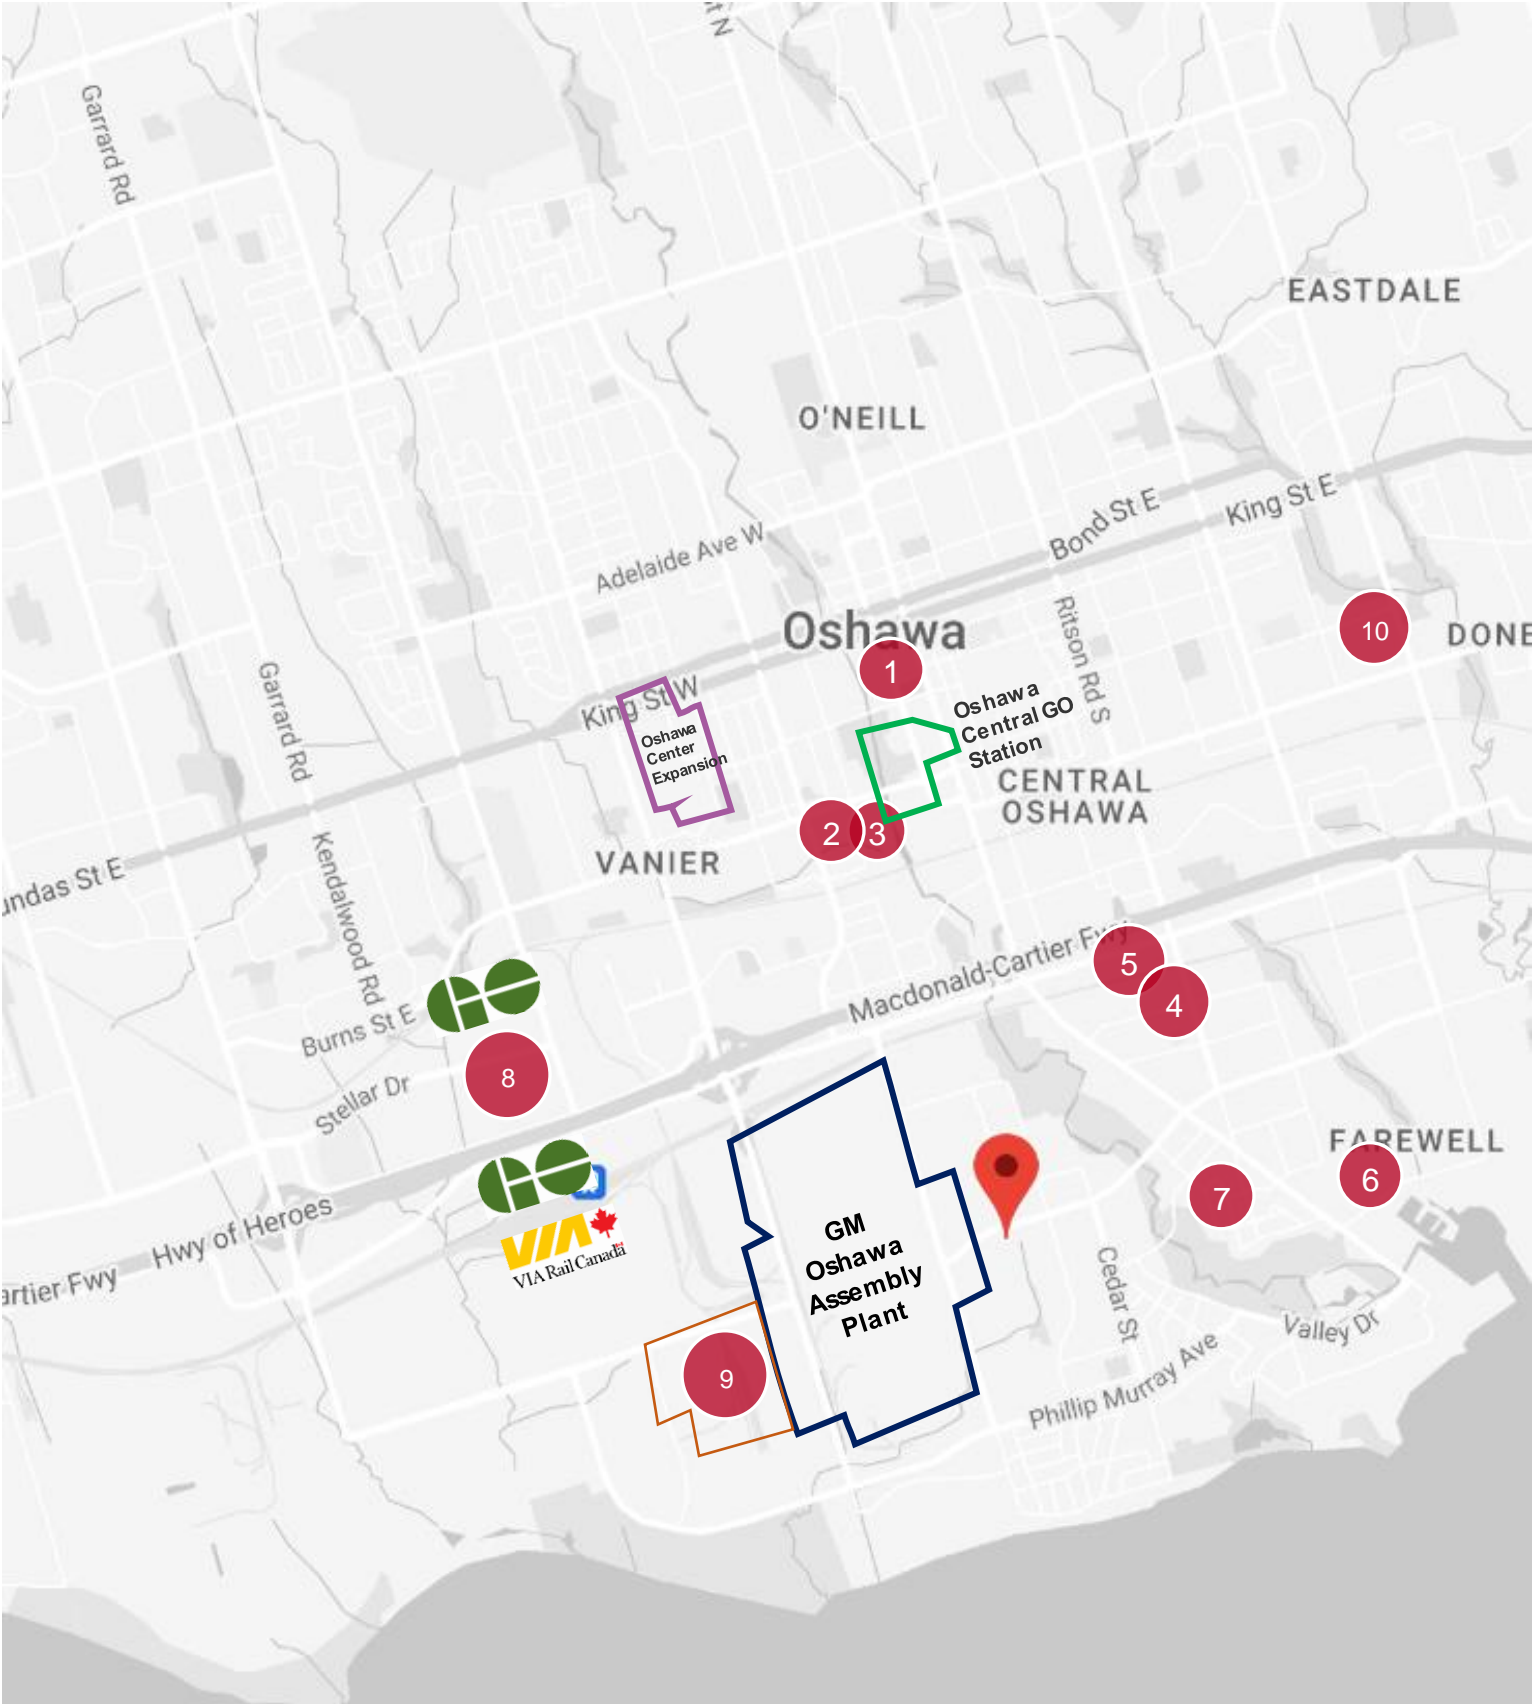 st N
Garrard Rd
EASTDALE
O'NEILL
Bond St E
King St E
Adelaide Ave W
Ritson Rd S
Oshawa
10
DONE
1
King St W
Garrard Rd
Oshawa
Central GO
Station
Oshawa
Center
Expansion
CENTRAL
OSHAWA
2
3
VANIER
undas St E
Kendalwood Rd
Macdonald-Cartier Fwy
5
4
Burns St E
8
Stellar Dr
FAREWELL
6
7
Hwy of Heroes
artier Fwy
VIA
VIA Rail Canada
GM
Oshawa
Assembly
Plant
Cedar St
Valley Dr
9
Phillip Murray Ave